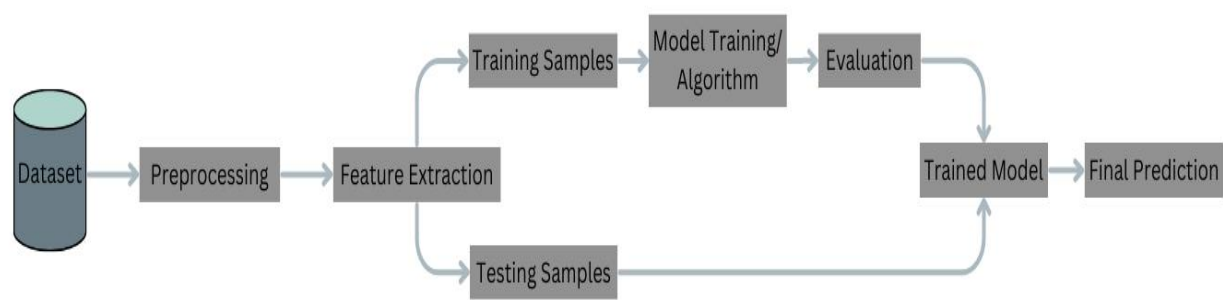 Dataset
Preprocessing
Feature Extraction
Training Samples
Model Training/
Algorithm
Evaluation
Testing Samples
Trained Model
Final Prediction